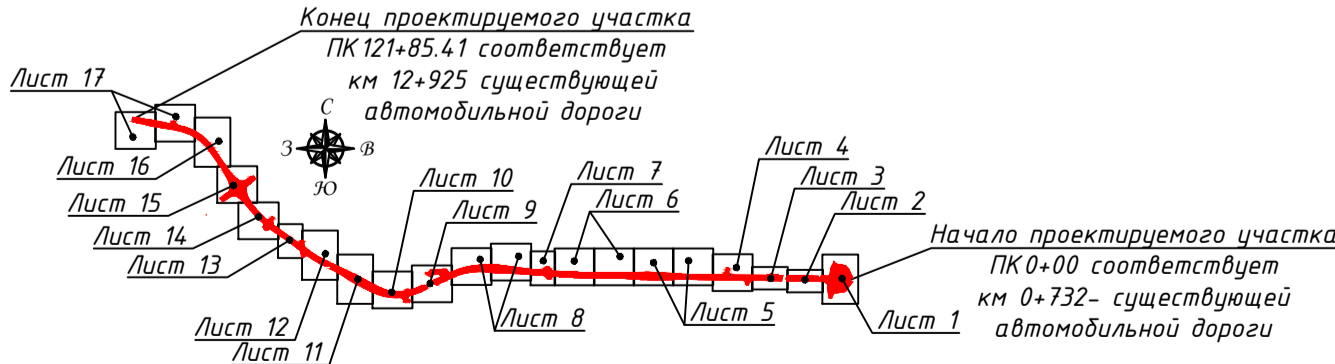 Конец проектируемого участка
ПК 121+85.41 соответствует
км 12+925 существующей
автомобильной дороги
Лист 17
С
З
В
Ю
Лист 16
Лист 15
Лист 14
Лист 13
Лист 12
Лист 11
Лист 10
Лист 9
Лист 8
Лист 7
Лист 6
Лист 5
Лист 4
Лист 3
Лист 2
Лист 1
Начало проектируемого участка
ПК 0+00 соответствует
км 0+732- существующей
автомобильной дороги